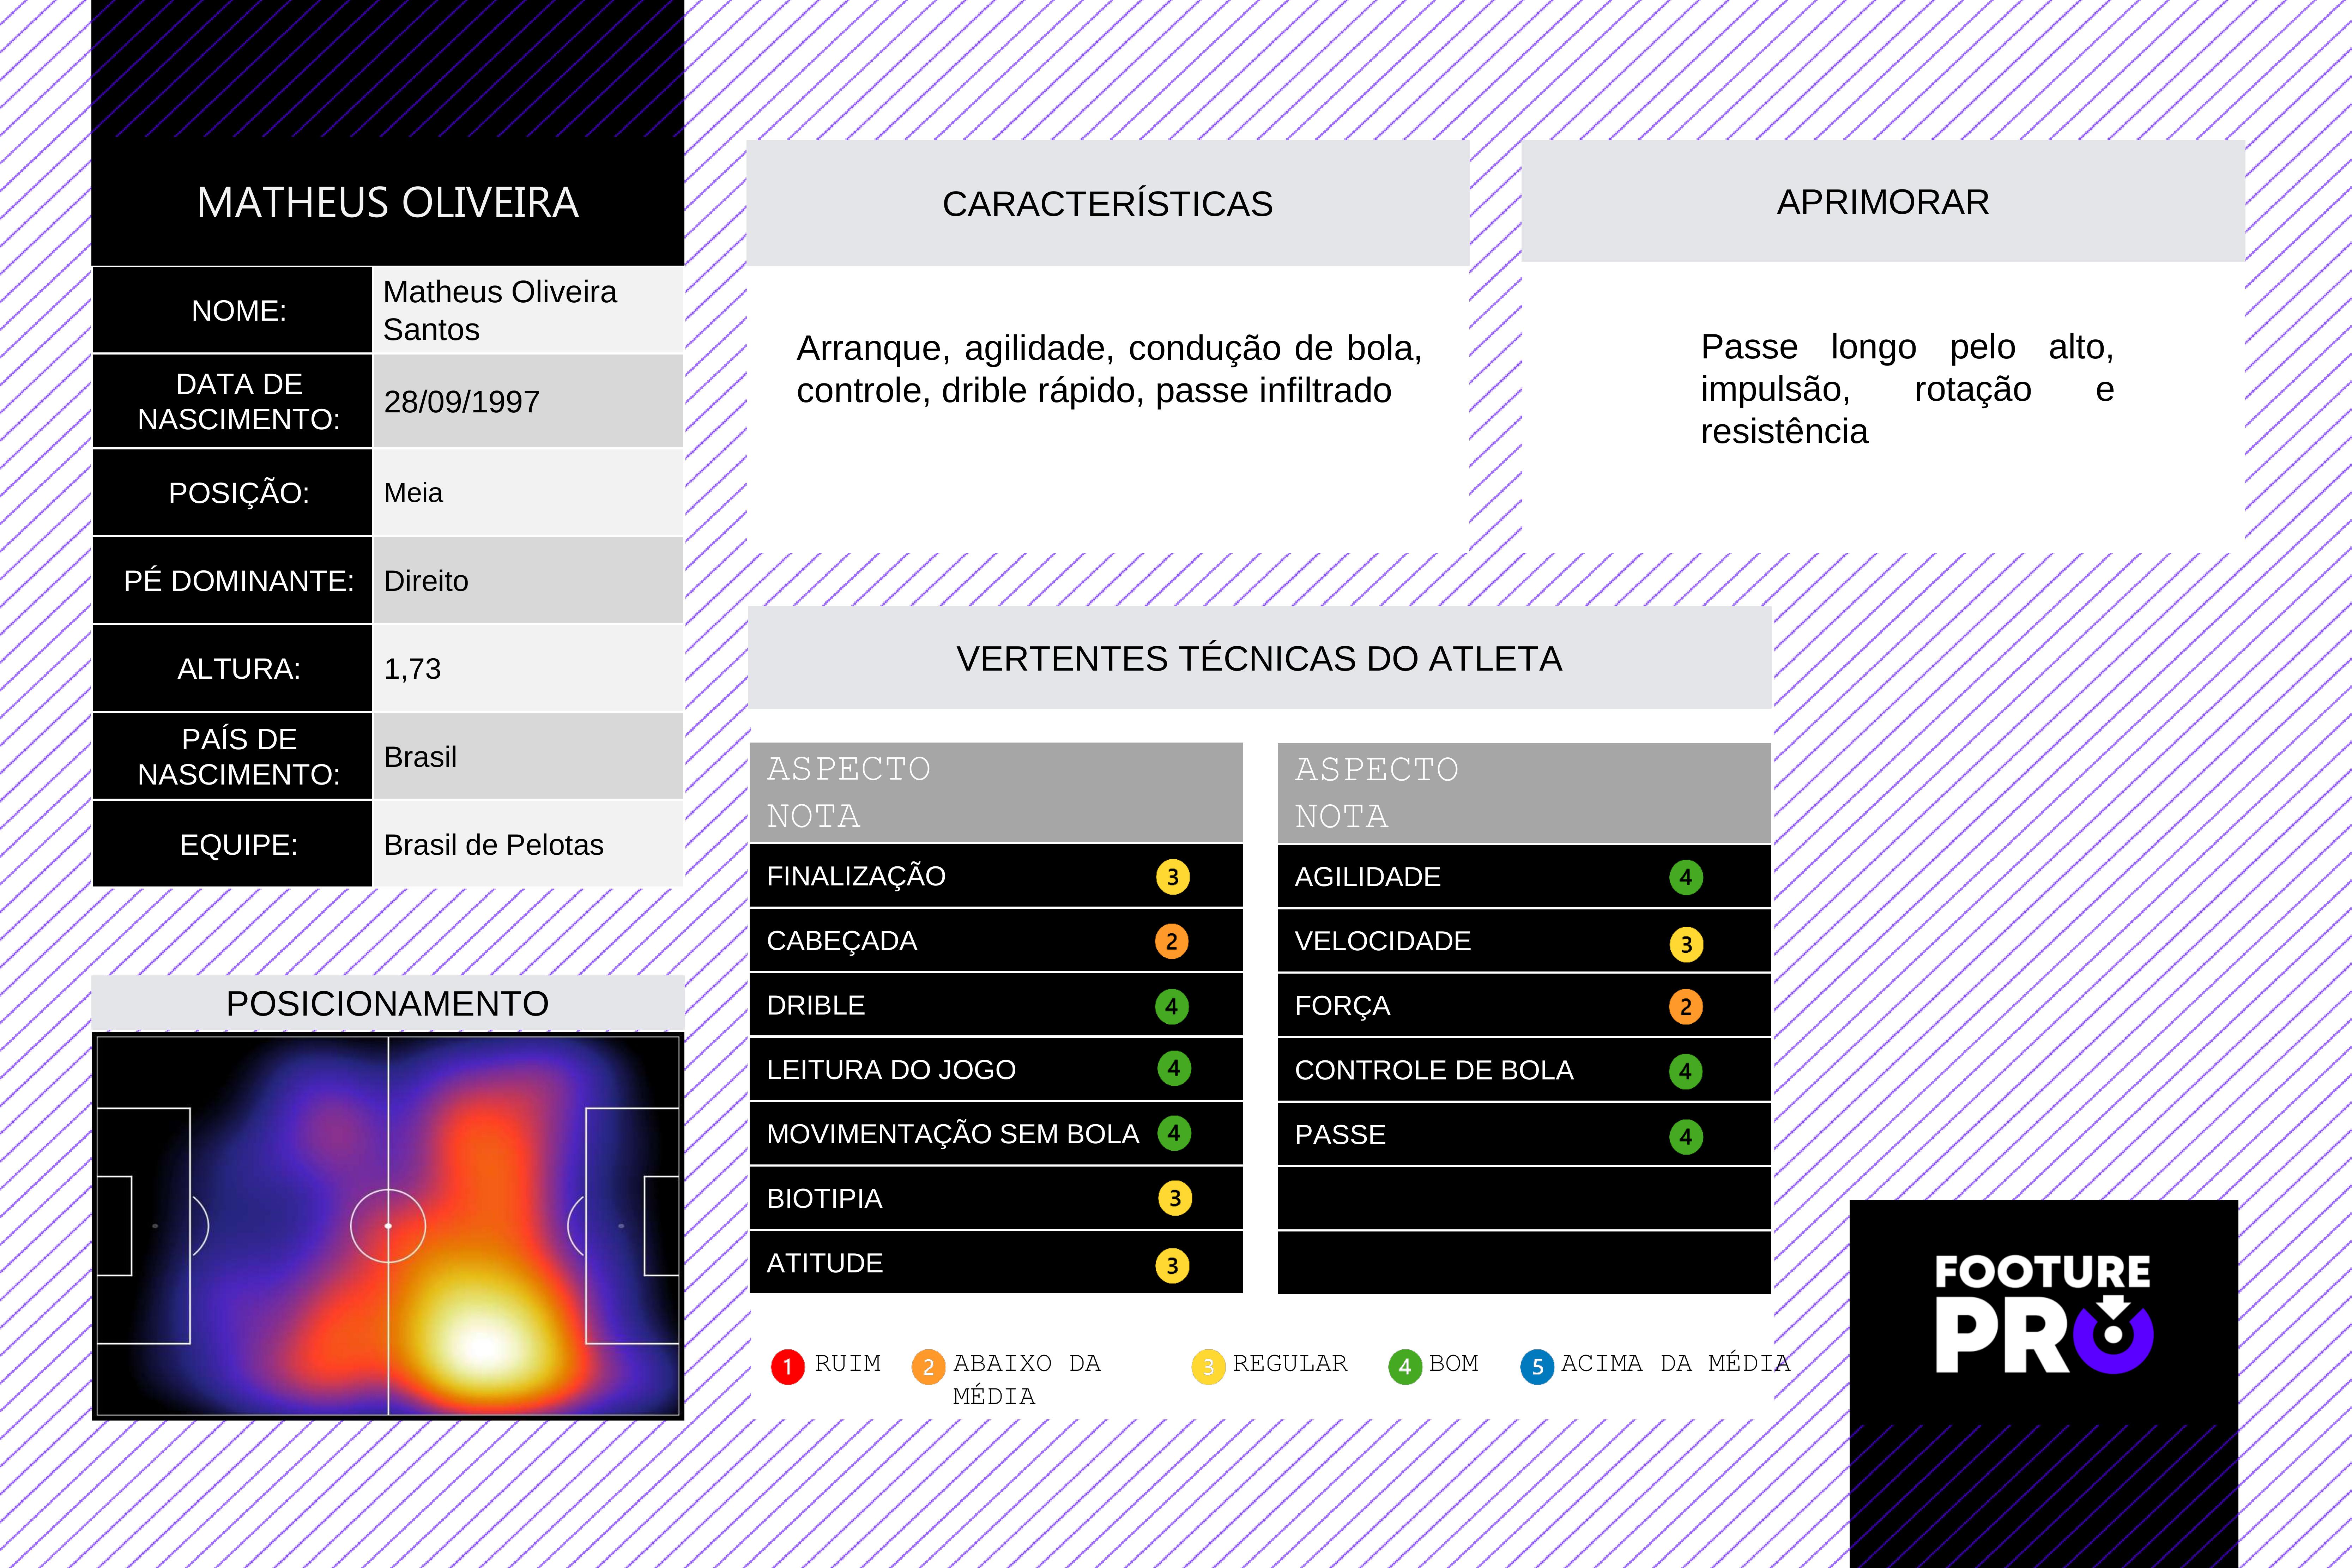 MATHEUS OLIVEIRA
NOME:
Matheus Oliveira
Santos
DATA DE
NASCIMENTO:
28/09/1997
POSIÇÃO:
Meia
PÉ DOMINANTE:
Direito
ALTURA:
1,73
PAÍS DE
NASCIMENTO:
Brasil
EQUIPE:
Brasil de Pelotas
POSICIONAMENTO
CARACTERÍSTICAS
Arranque, agilidade, condução de bola,
controle, drible rápido, passe infiltrado
APRIMORAR
Passe longo pelo alto,
impulsão, rotação e
resistência
VERTENTES TÉCNICAS DO ATLETA
ASPECTO
NOTA
FINALIZAÇÃO 3
CABEÇADA 2
DRIBLE 4
LEITURA DO JOGO 4
MOVIMENTAÇÃO SEM BOLA 4
BIOTIPIA 3
ATITUDE 3
ASPECTO
NOTA
AGILIDADE 4
VELOCIDADE 3
FORÇA 2
CONTROLE DE BOLA 4
PASSE 4
1 RUIM 2 ABAIXO DA 3 REGULAR 4 BOM 5 ACIMA DA MÉDIA
MÉDIA
FOOTURE
PRO